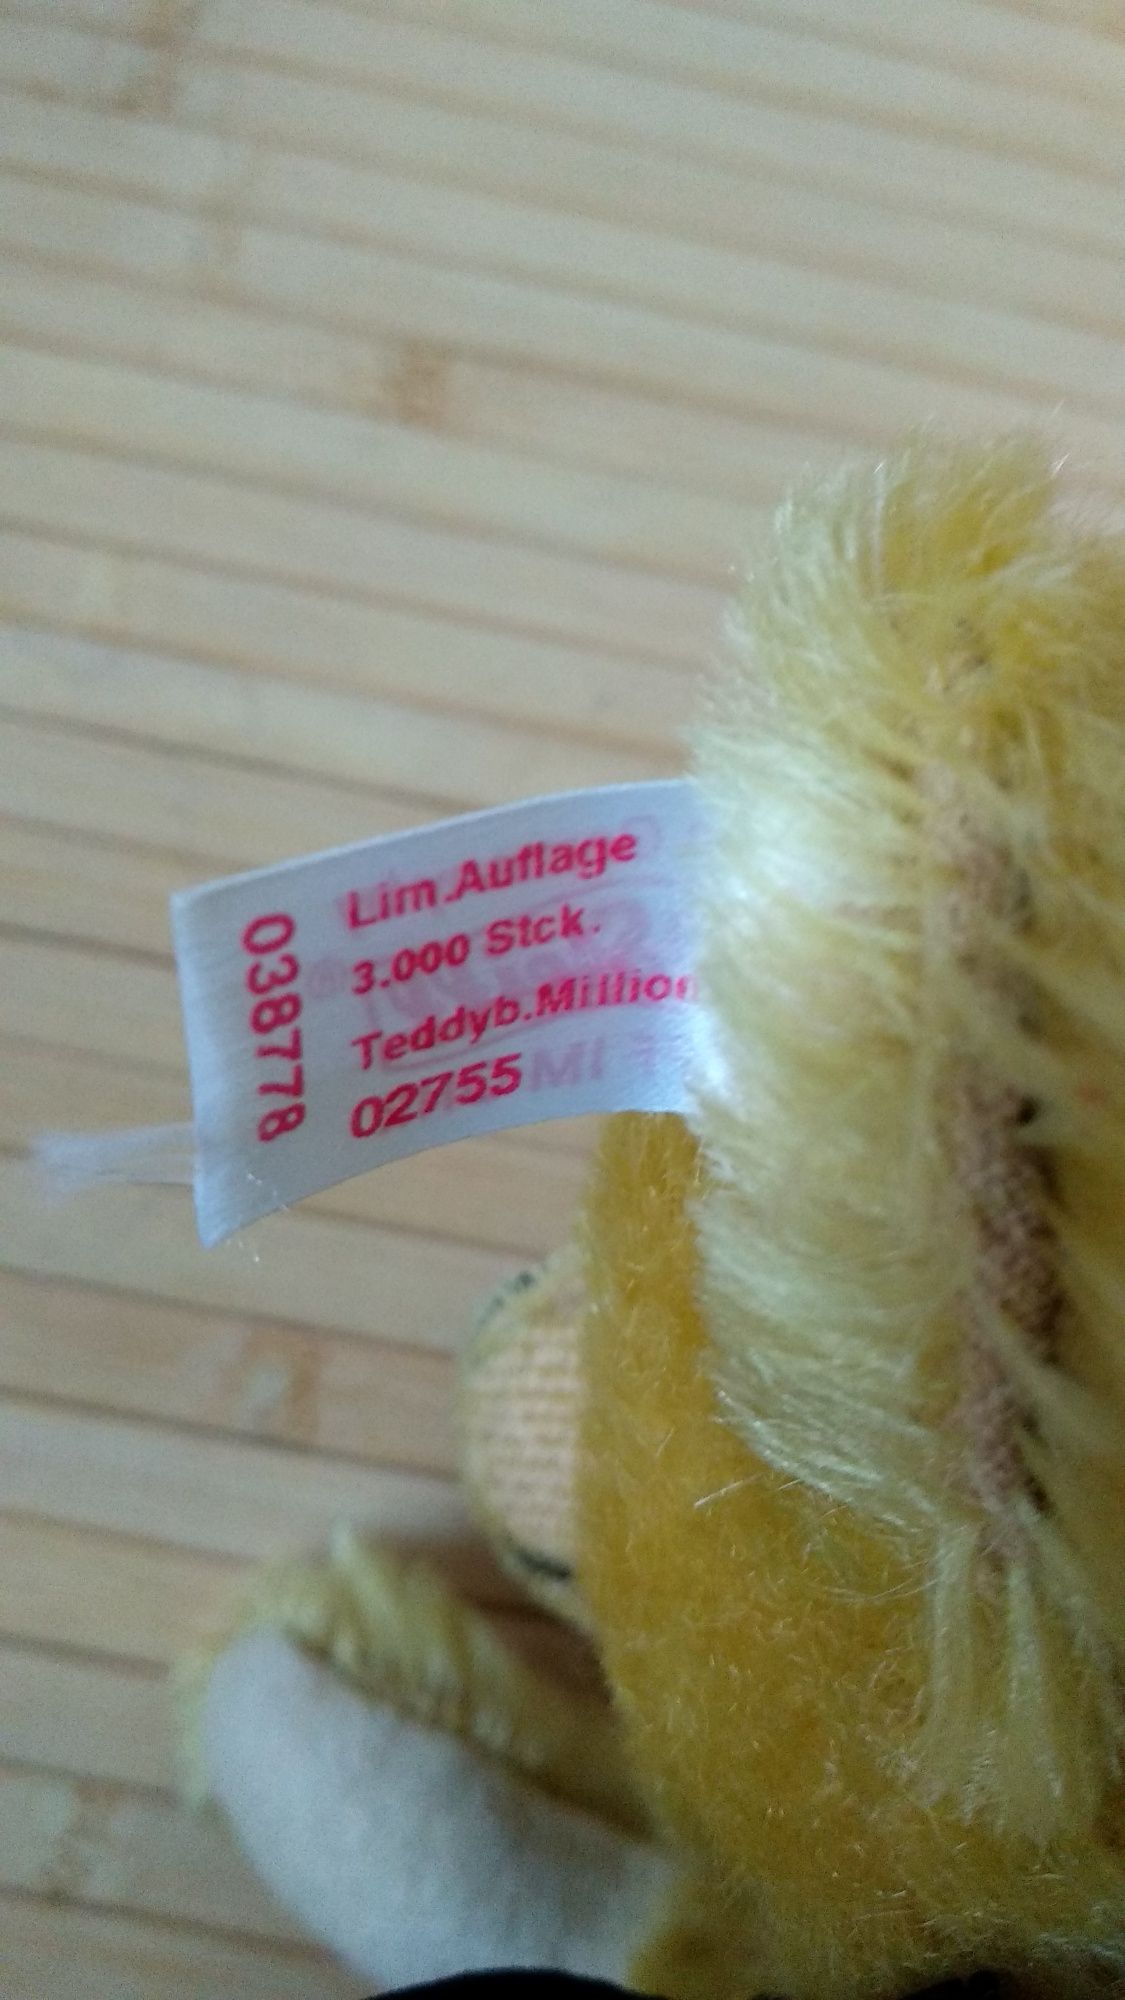 Lim.Auflage
3.000 Stck.
Teddyb.Million
02755
038778